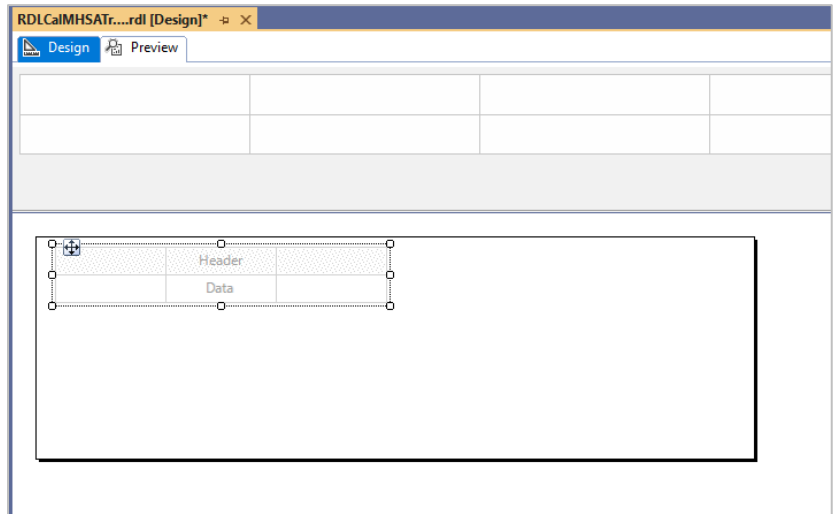 RDLCalMHSATr....rdl [Design]*
Design Preview
Header
Data